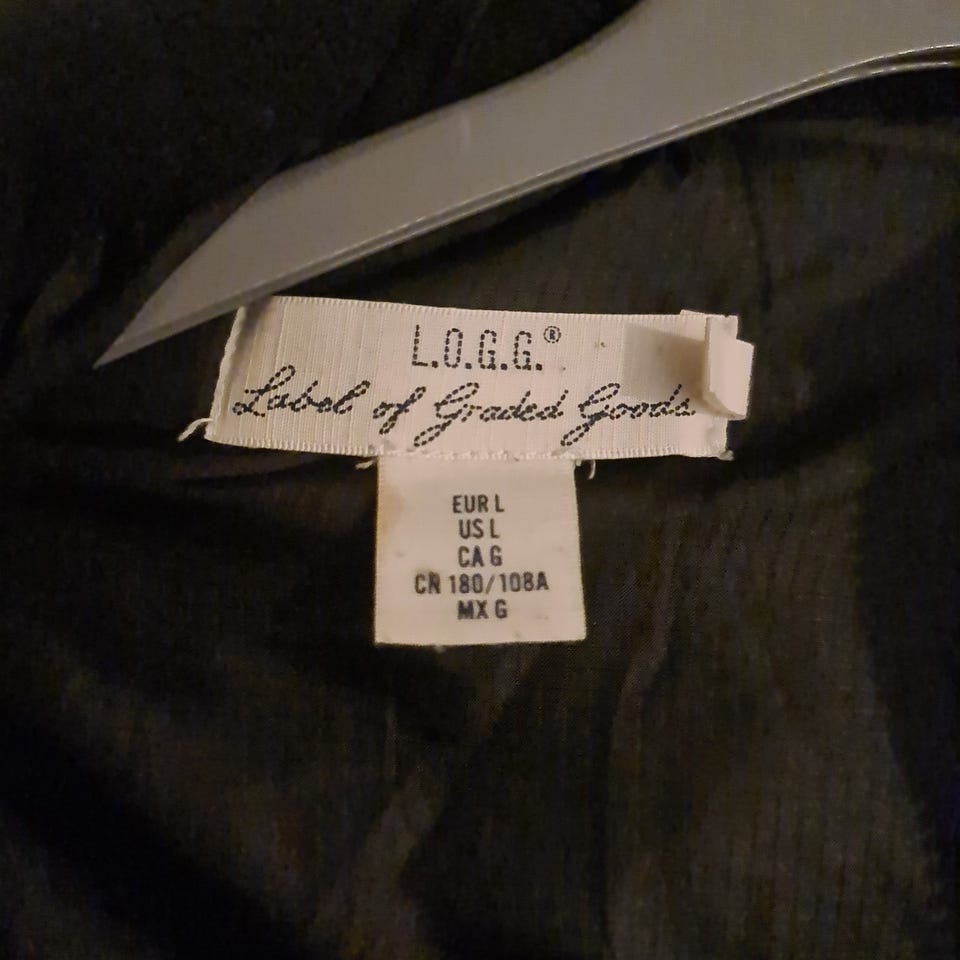 L.O.G.G.®
Label of Graded Goods
EUR L
US L
CA G
CN 180/108A
MX G